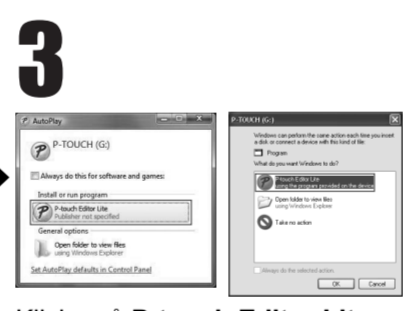 3
AutoPlay
P-TOUCH (G:)
Always do this for software and games:
Install or run program
P-touch Editor Lite
Publisher not specified
General options
Open folder to view files
using Windows Explorer
Set AutoPlay defaults in Control Panel
P-TOUCH (G:)
Windows can perform the same action each time you insert
a disk or connect a device with this kind of file:
Program
What do you want Windows to do?
P-touch Editor Lite
using the program provided on the device
Open folder to view files
using Windows Explorer
Take no action
Always do the selected action.
OK
Cancel